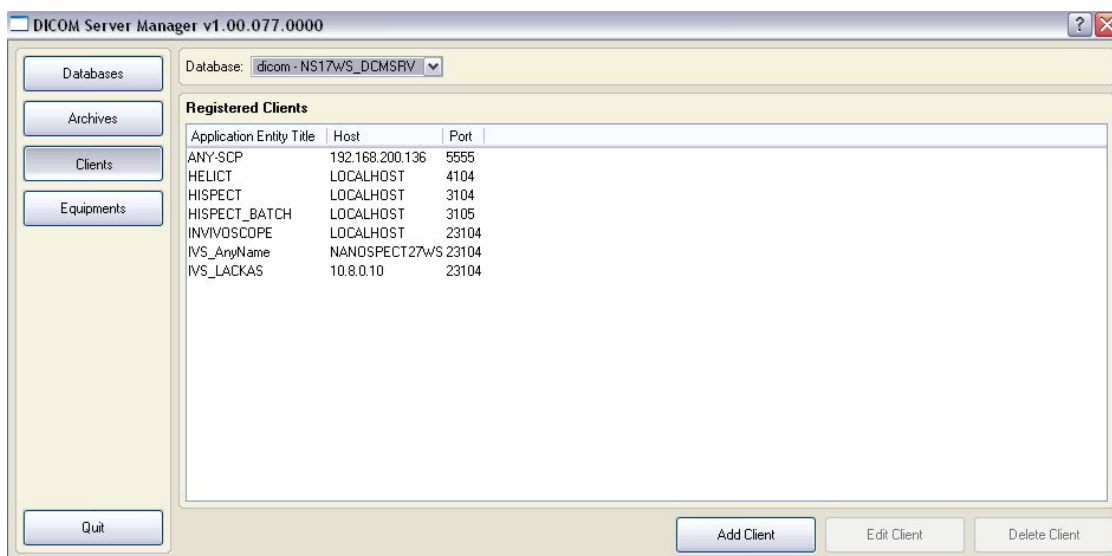 DICOM Server Manager v1.00.077.0000
Databases
Archives
Clients
Equipments
Quit
Database: dicom - NS17WS_DCMSRV
Registered Clients
Application Entity Title Host Port
ANY-SCP 192.168.200.136 5555
HELICT LOCALHOST 4104
HISPECT LOCALHOST 3104
HISPECT_BATCH LOCALHOST 3105
INVIVOSCOPE LOCALHOST 23104
IVS_AnyName NANOSPECT27WS 23104
IVS_LACKAS 10.8.0.10 23104
Add Client Edit Client Delete Client